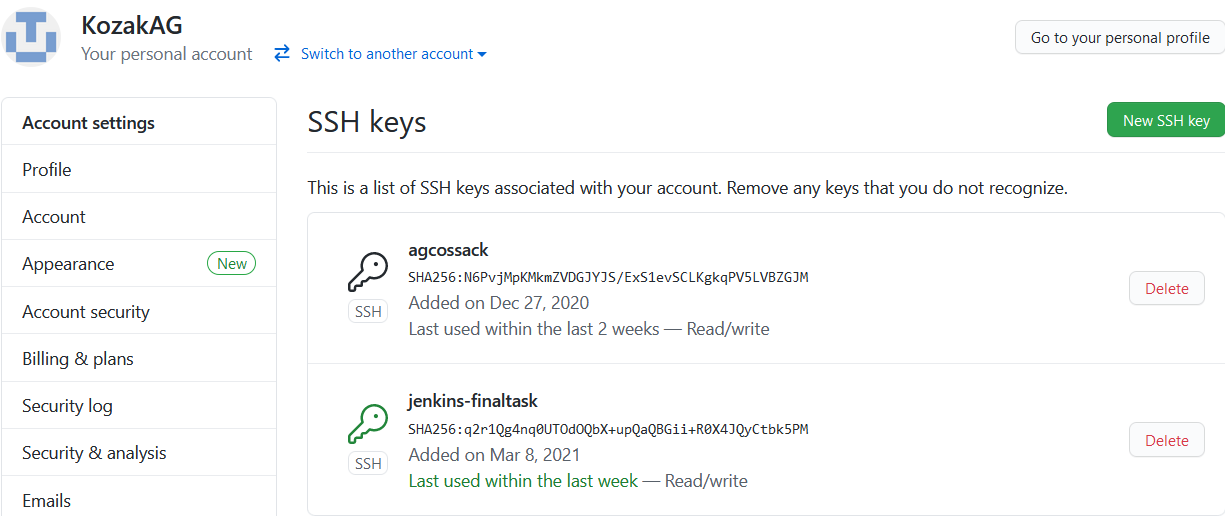 KozakAG
Your personal account
Switch to another account
Go to your personal profile
Account settings
Profile
Account
Appearance New
Account security
Billing & plans
Security log
Security & analysis
Emails
SSH keys
New SSH key
This is a list of SSH keys associated with your account. Remove any keys that you do not recognize.
agcossack
SHA256:N6PvjMpKMkmZVDGJYJS/ExS1evSCLKgkqPV5LVBZGJM
Added on Dec 27, 2020
Last used within the last 2 weeks — Read/write
SSH
Delete
jenkins-finaltask
SHA256:q2r1Qg4nq0UTOdOQbX+upQaQBGii+R0X4JQyCtbk5PM
Added on Mar 8, 2021
Last used within the last week — Read/write
SSH
Delete